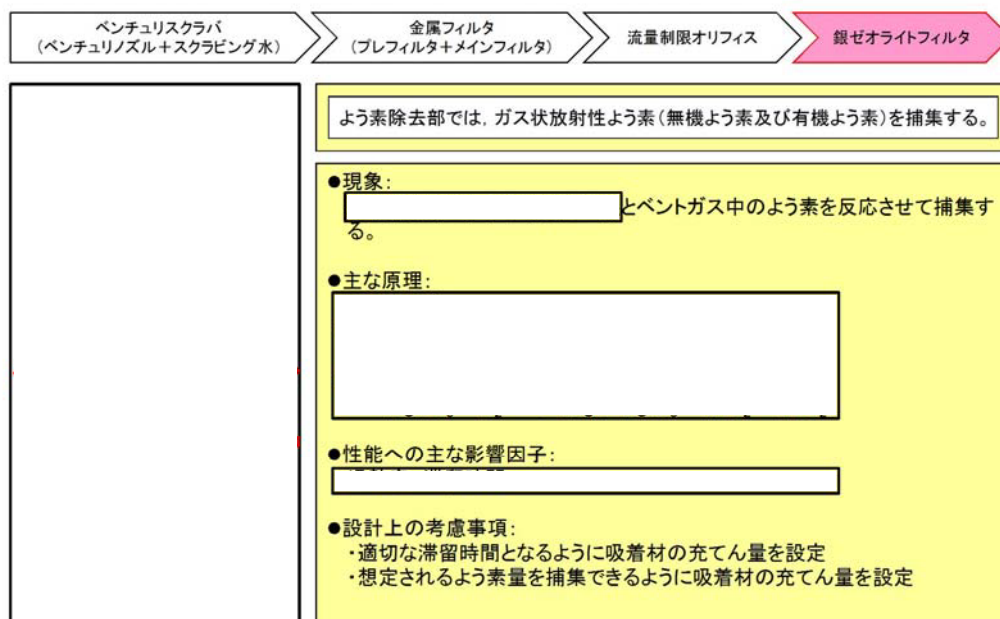 ベンチュリスクラバ
(ベンチュリノズル＋スクラビング水)
金属フィルタ
(プレフィルタ＋メインフィルタ)
流量制限オリフィス
銀ゼオライトフィルタ
よう素除去部では，ガス状放射性よう素(無機よう素及び有機よう素)を捕集する。
●現象：
とベントガス中のよう素を反応させて捕集す
る。
●主な原理：
●性能への主な影響因子：
●設計上の考慮事項：
・適切な滞留時間となるように吸着材の充てん量を設定
・想定されるよう素量を捕集できるように吸着材の充てん量を設定